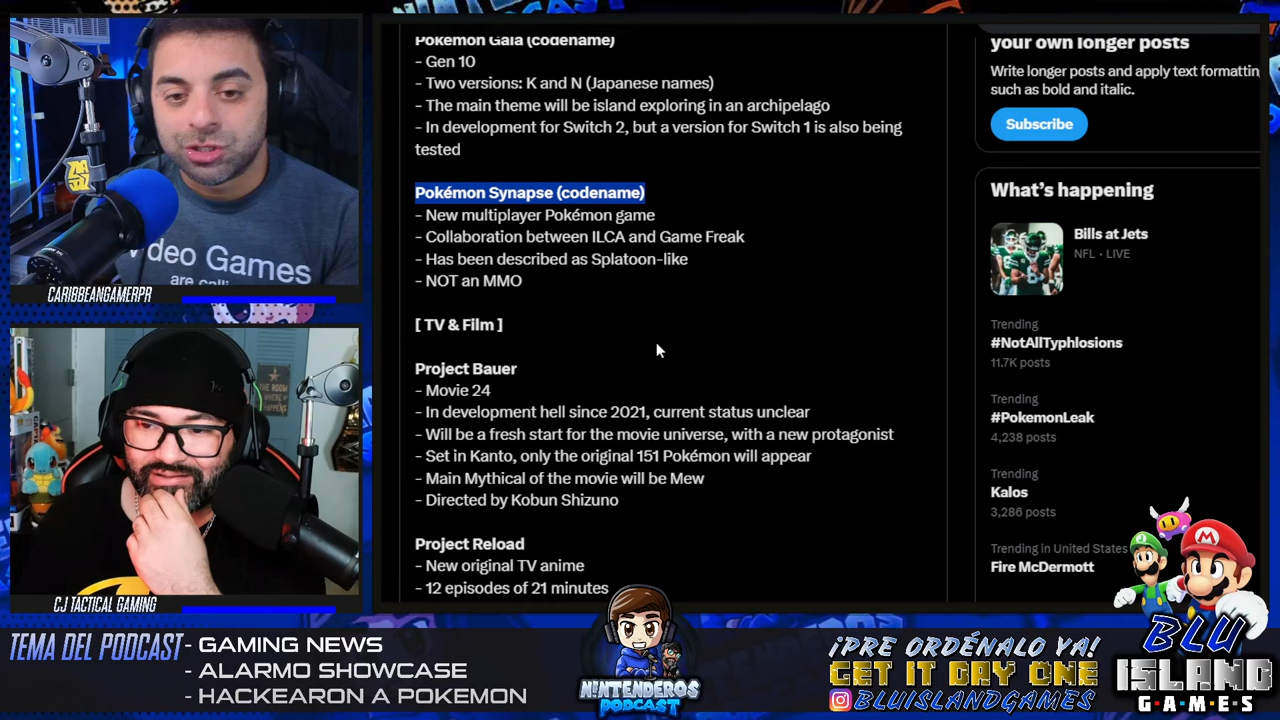 Pokémon Gaia (codename)
- Gen 10
- Two versions: K and N (Japanese names)
- The main theme will be island exploring in an archipelago
- In development for Switch 2, but a version for Switch 1 is also being
tested
Pokémon Synapse (codename)
- New multiplayer Pokémon game
- Collaboration between ILCA and Game Freak
- Has been described as Splatoon-like
- NOT an MMO
[ TV & Film ]
Project Bauer
- Movie 24
- In development hell since 2021, current status unclear
- Will be a fresh start for the movie universe, with a new protagonist
- Set in Kanto, only the original 151 Pokémon will appear
- Main Mythical of the movie will be Mew
- Directed by Kobun Shizuno
Project Reload
- New original TV anime
- 12 episodes of 21 minutes
your own longer posts
Write longer posts and apply text formattin
such as bold and italic.
Subscribe
What's happening
Bills at Jets
NFL · LIVE
Trending
#NotAllTyphlosions
11.7K posts
Trending
#PokemonLeak
4,238 posts
Trending
Kalos
3,286 posts
Trending in United States
Fire McDermott
Video Games
CARIBBEANGAMERPR
THE ROOM
WHERE IT
HAPPENS
CJ TACTICAL GAMING
TEMA DEL PODCAST
- GAMING NEWS
- ALARMO SHOWCASE
- HACKEARON A POKEMON
NINTENDEROS
PODCAST
¡PRE ORDÉNALO YA!
GET IT DAY ONE
BLUISLANDGAMES
BLU
ISLAND
GAMES